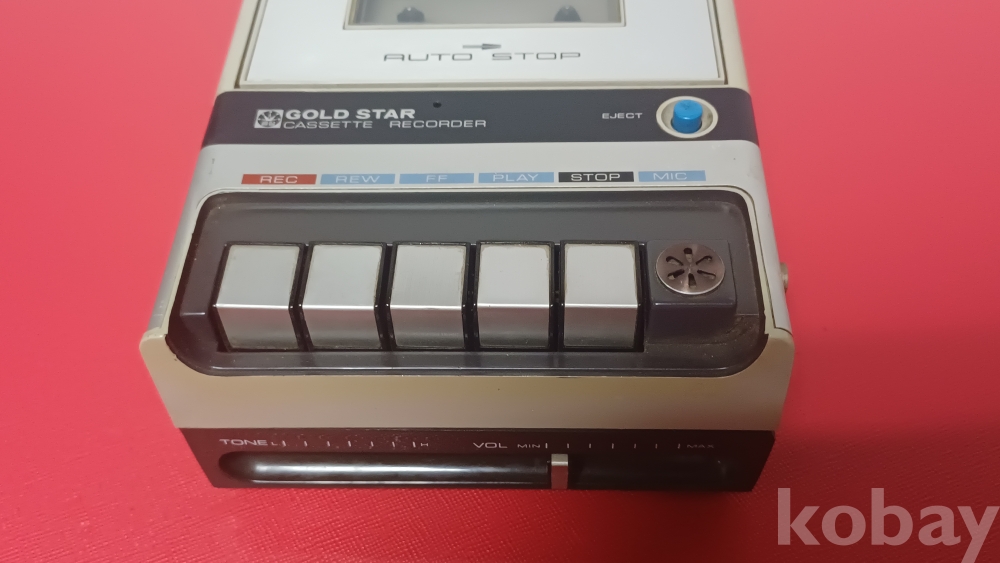 AUTO STOP
GOLD STAR
CASSETTE RECORDER
EJECT
REC REW FF PLAY STOP MIC
TONE L H VOL MIN MAX
kobay